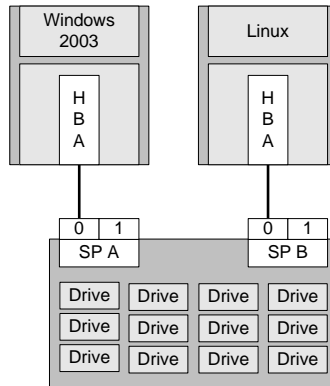 Windows
2003
Linux
H
B
A
H
B
A
0 1
SP A
0 1
SP B
Drive Drive Drive Drive
Drive Drive Drive Drive
Drive Drive Drive Drive